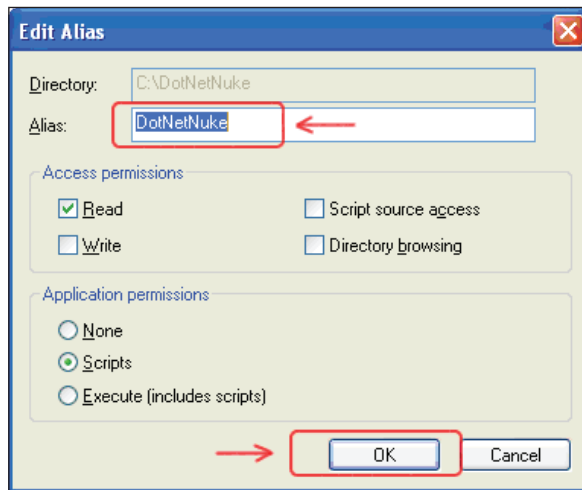 Edit Alias
Directory: C:\DotNetNuke
Alias: DotNetNuke
Access permissions
Read Script source access
Write Directory browsing
Application permissions
None
Scripts
Execute (includes scripts)
OK Cancel